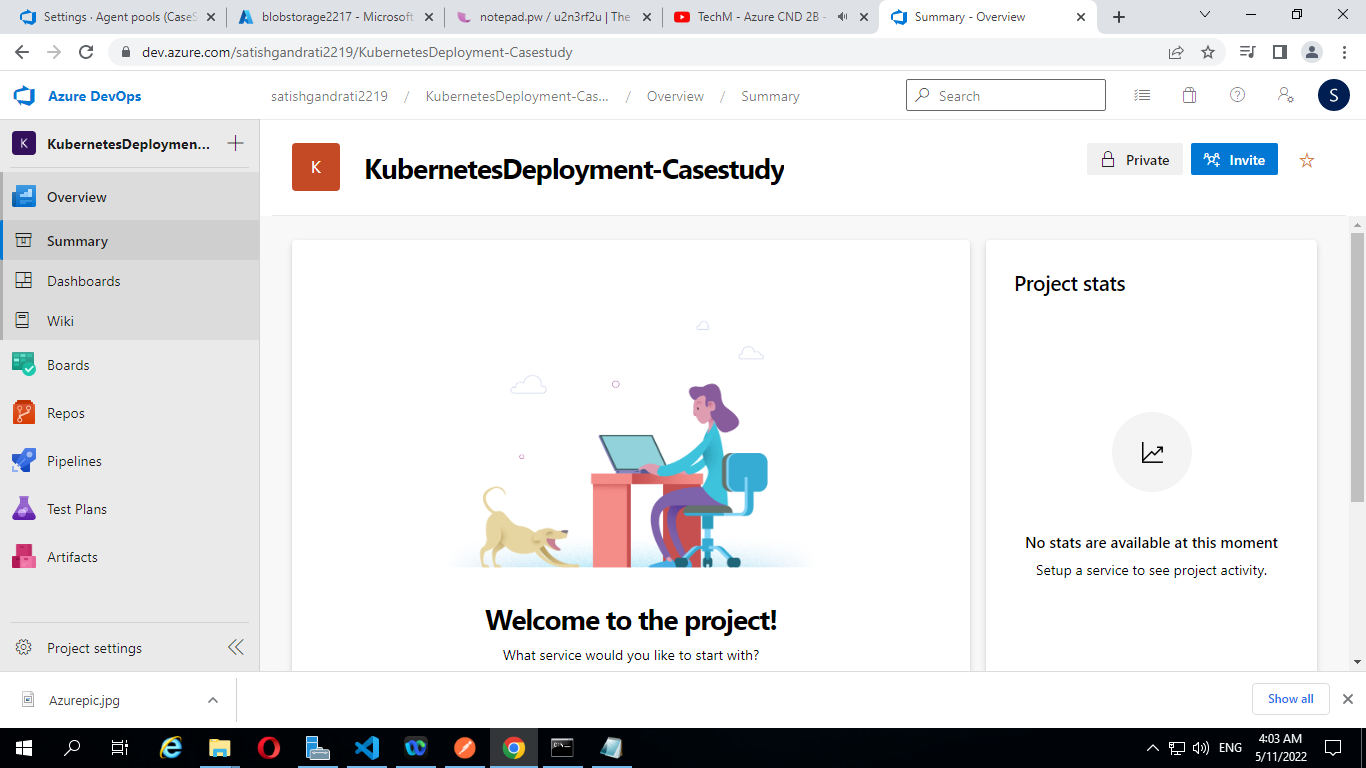 Settings · Agent pools (CaseS
blobstorage2217 - Microsoft
notepad.pw / u2n3rf2u | The
TechM - Azure CND 2B -
Summary - Overview
dev.azure.com/satishgandrati2219/KubernetesDeployment-Casestudy
Azure DevOps
satishgandrati2219 / KubernetesDeployment-Cas... / Overview / Summary
Search
S
K
KubernetesDeploymen...
Overview
Summary
Dashboards
Wiki
Boards
Repos
Pipelines
Test Plans
Artifacts
Project settings
K
KubernetesDeployment-Casestudy
Private
Invite
Welcome to the project!
What service would you like to start with?
Project stats
No stats are available at this moment
Setup a service to see project activity.
Azurepic.jpg
Show all
ENG
4:03 AM
5/11/2022